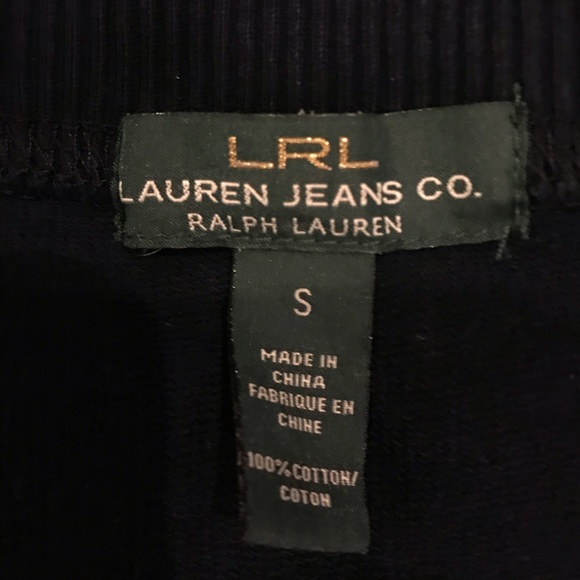 LRL
LAUREN JEANS CO.
RALPH LAUREN
S
MADE IN
CHINA
FABRIQUE EN
CHINE
100% COTTON/
COTON